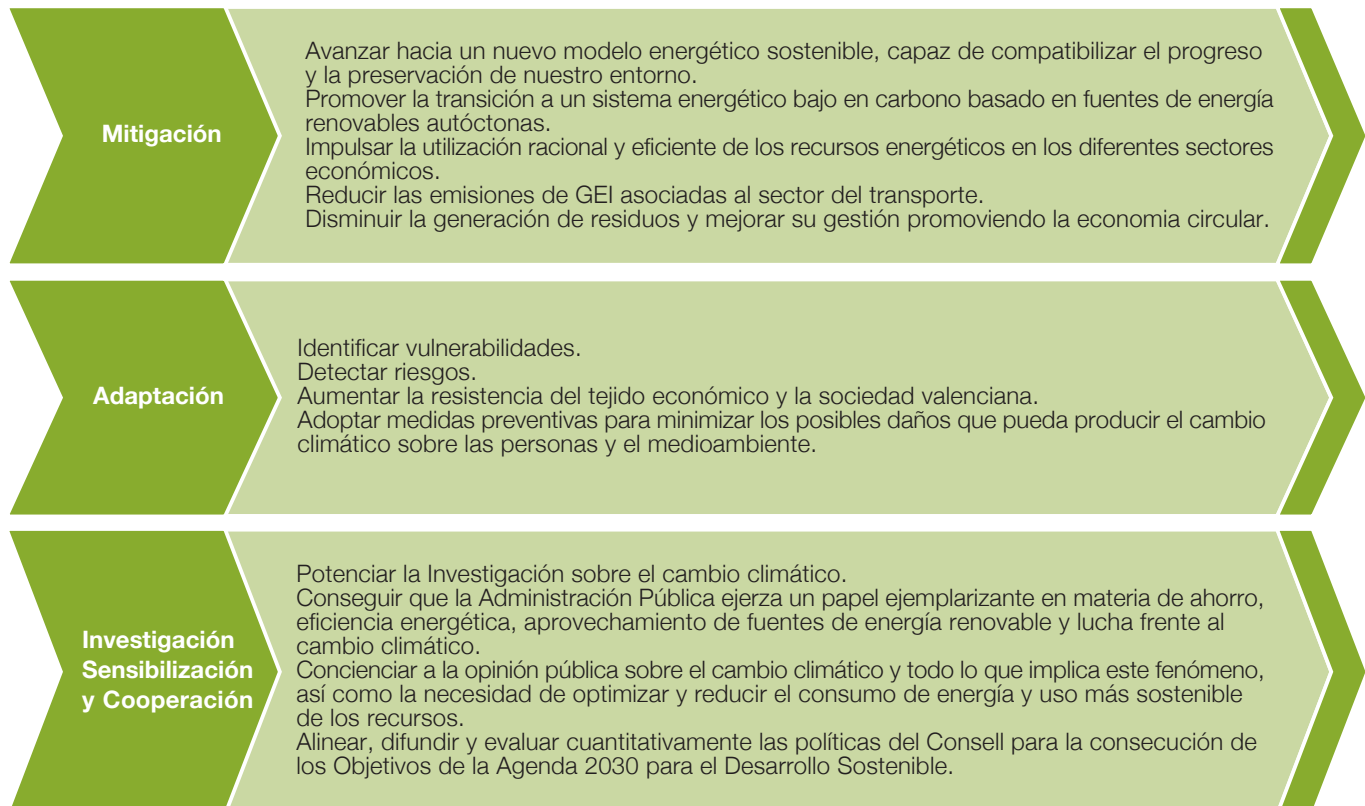 Mitigación
Avanzar hacia un nuevo modelo energético sostenible, capaz de compatibilizar el progreso
y la preservación de nuestro entorno.
Promover la transición a un sistema energético bajo en carbono basado en fuentes de energía
renovables autóctonas.
Impulsar la utilización racional y eficiente de los recursos energéticos en los diferentes sectores
económicos.
Reducir las emisiones de GEI asociadas al sector del transporte.
Disminuir la generación de residuos y mejorar su gestión promoviendo la economia circular.
Adaptación
Identificar vulnerabilidades.
Detectar riesgos.
Aumentar la resistencia del tejido económico y la sociedad valenciana.
Adoptar medidas preventivas para minimizar los posibles daños que pueda producir el cambio
climático sobre las personas y el medioambiente.
Investigación
Sensibilización
y Cooperación
Potenciar la Investigación sobre el cambio climático.
Conseguir que la Administración Pública ejerza un papel ejemplarizante en materia de ahorro,
eficiencia energética, aprovechamiento de fuentes de energía renovable y lucha frente al
cambio climático.
Concienciar a la opinión pública sobre el cambio climático y todo lo que implica este fenómeno,
así como la necesidad de optimizar y reducir el consumo de energía y uso más sostenible
de los recursos.
Alinear, difundir y evaluar cuantitativamente las políticas del Consell para la consecución de
los Objetivos de la Agenda 2030 para el Desarrollo Sostenible.